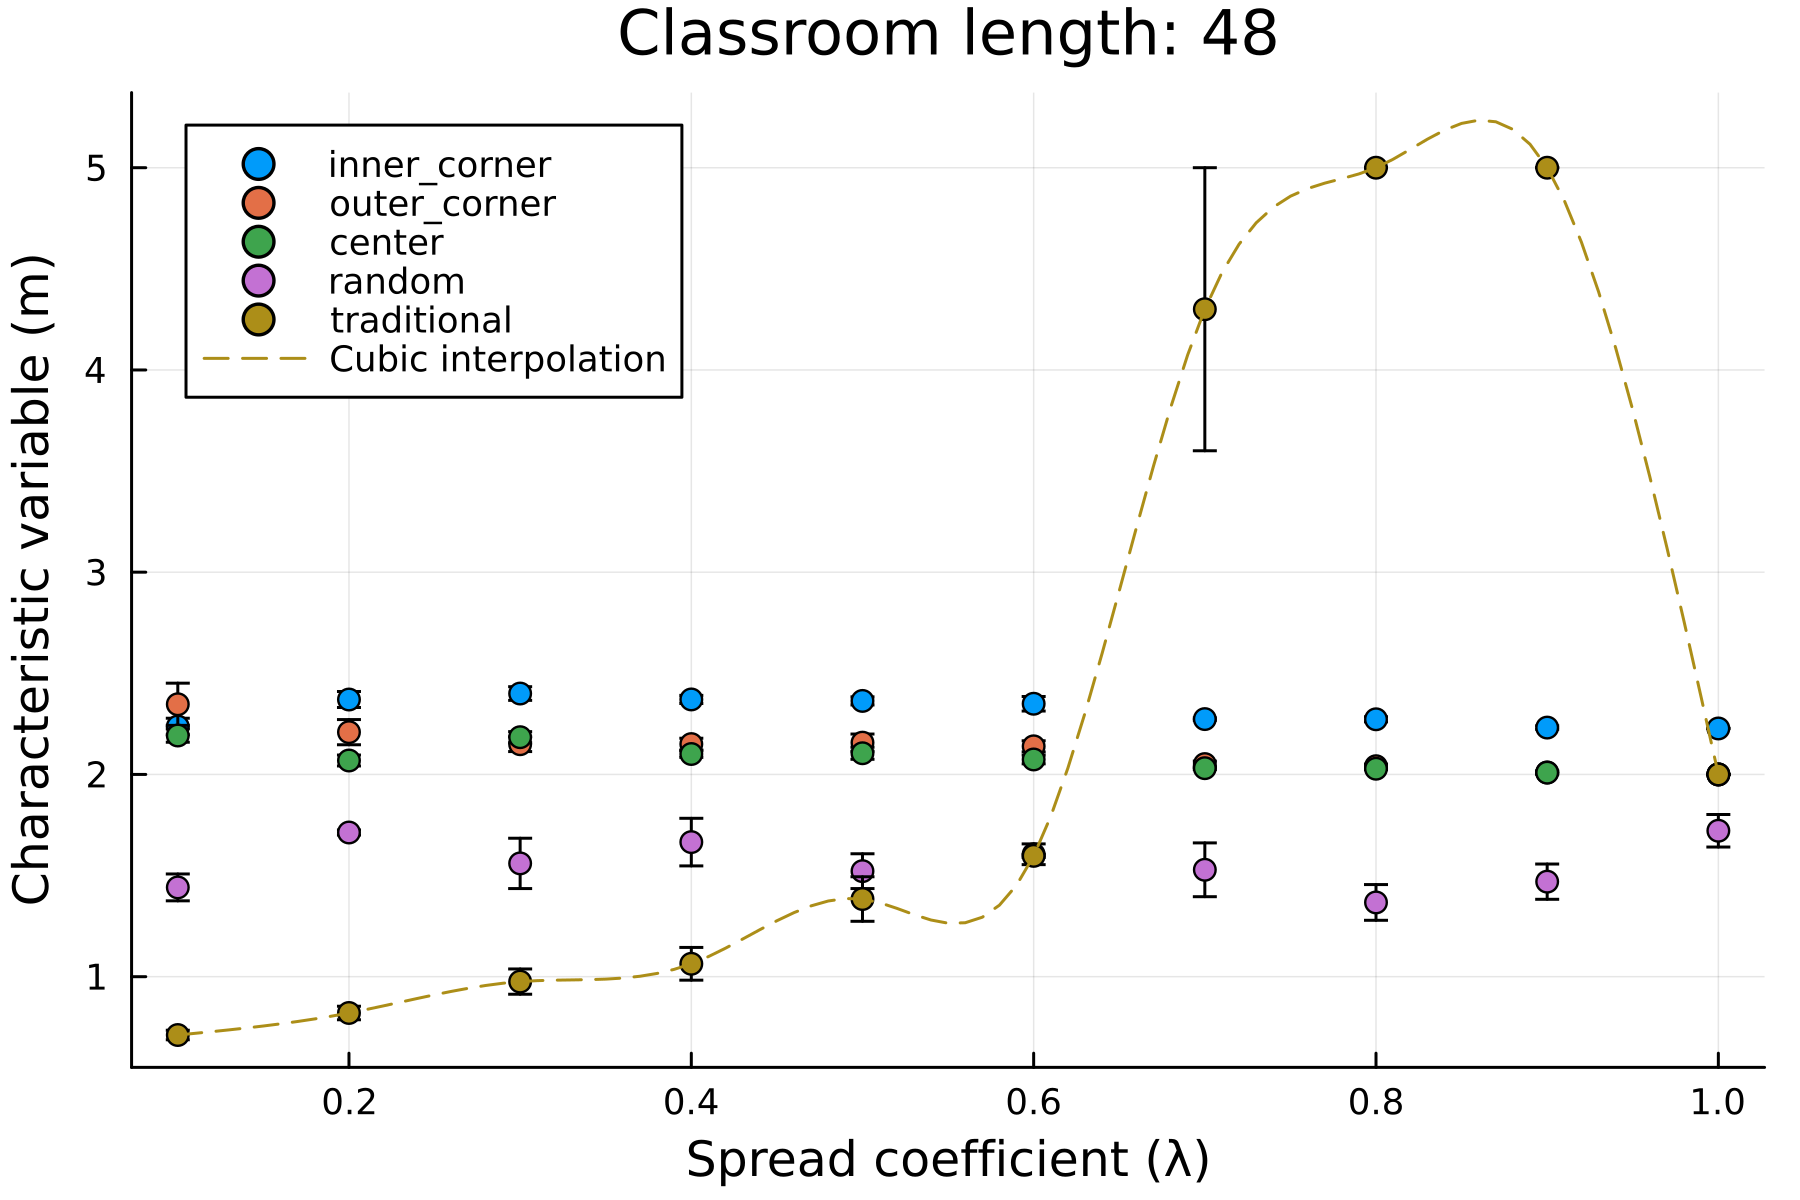 Classroom length: 48
Characteristic variable (m)
5
4
3
2
1
inner_corner
outer_corner
center
random
traditional
Cubic interpolation
0.2 0.4 0.6 0.8 1.0
Spread coefficient (λ)